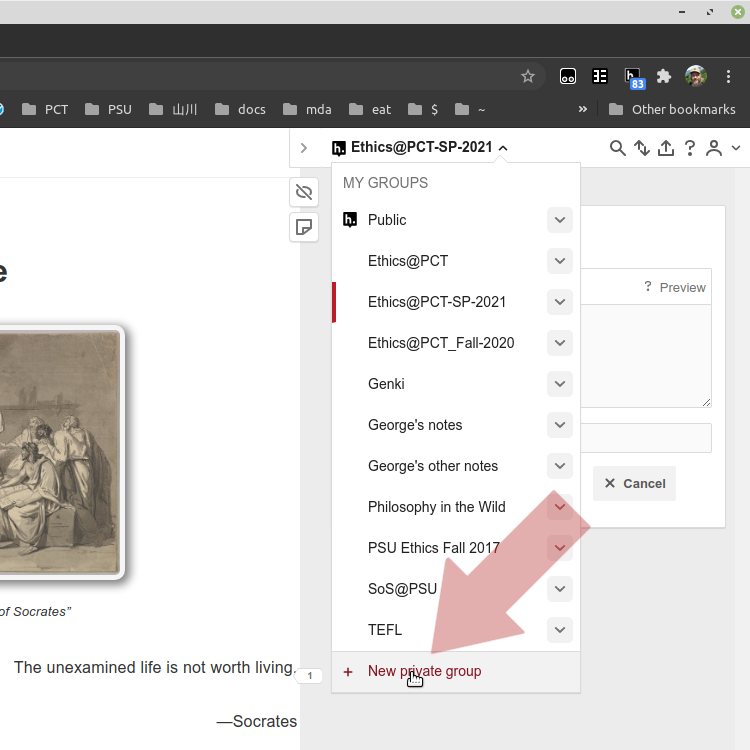 83
PCT
PSU
山川
docs
mda
eat
$
~
»
Other bookmarks
h. Ethics@PCT-SP-2021
?
MY GROUPS
h. Public
Ethics@PCT
Ethics@PCT-SP-2021
Ethics@PCT_Fall-2020
Genki
George's notes
George's other notes
Philosophy in the Wild
PSU Ethics Fall 2017
SoS@PSU
TEFL
+ New private group
? Preview
× Cancel
e
of Socrates”
The unexamined life is not worth living.
1
—Socrates